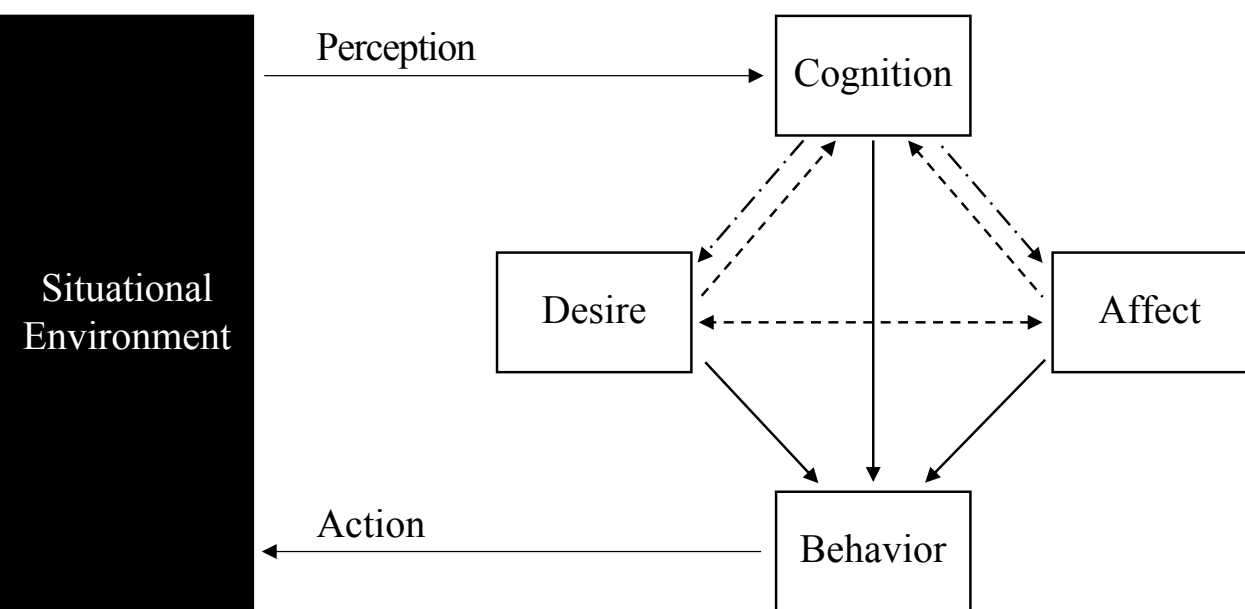 Perception
Cognition
Situational
Environment
Desire
Affect
Action
Behavior